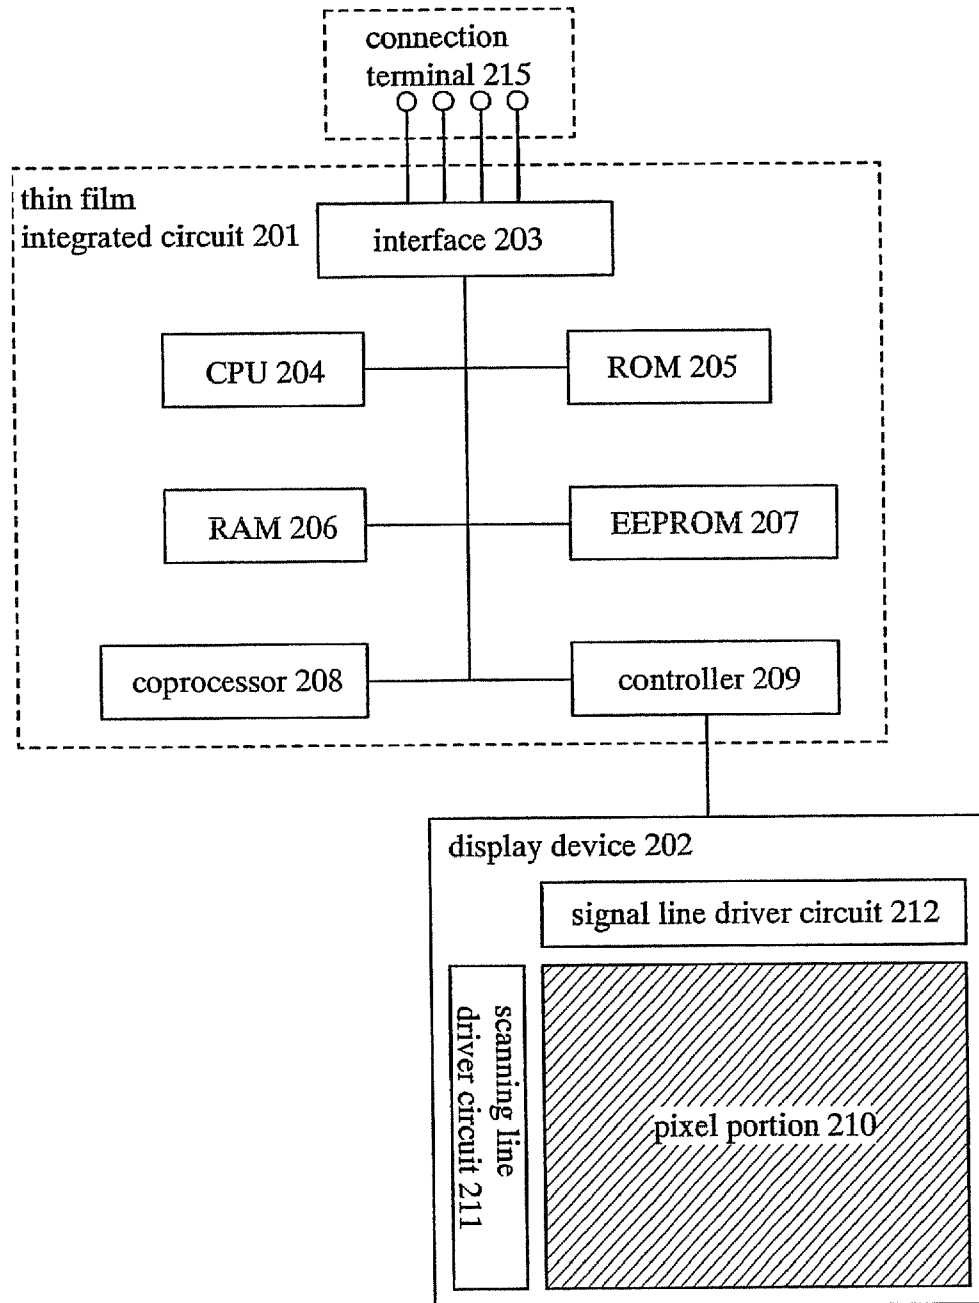 connection
terminal 215
thin film
integrated circuit 201
interface 203
CPU 204
ROM 205
RAM 206
EEPROM 207
coprocessor 208
controller 209
display device 202
signal line driver circuit 212
scanning line
driver circuit 211
pixel portion 210